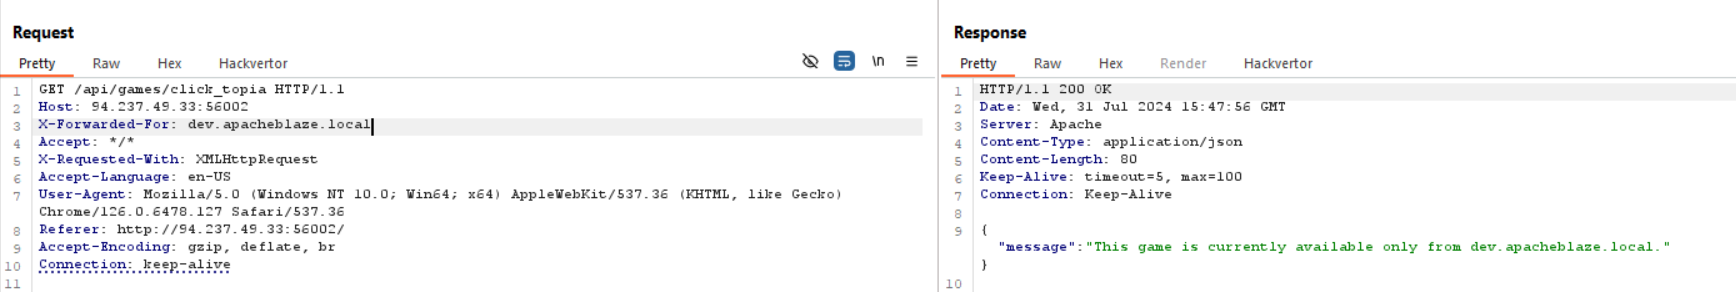 Request
Pretty Raw Hex Hackvertor \n
1 GET /api/games/click_topia HTTP/1.1
2 Host: 94.237.49.33:56002
3 X-Forwarded-For: dev.apacheblaze.local
4 Accept: */*
5 X-Requested-With: XMLHttpRequest
6 Accept-Language: en-US
7 User-Agent: Mozilla/5.0 (Windows NT 10.0; Win64; x64) AppleWebKit/537.36 (KHTML, like Gecko)
Chrome/126.0.6478.127 Safari/537.36
8 Referer: http://94.237.49.33:56002/
9 Accept-Encoding: gzip, deflate, br
10 Connection: keep-alive
11
Response
Pretty Raw Hex Render Hackvertor
1 HTTP/1.1 200 OK
2 Date: Wed, 31 Jul 2024 15:47:56 GMT
3 Server: Apache
4 Content-Type: application/json
5 Content-Length: 80
6 Keep-Alive: timeout=5, max=100
7 Connection: Keep-Alive
8
9 {
"message":"This game is currently available only from dev.apacheblaze.local."
}
10